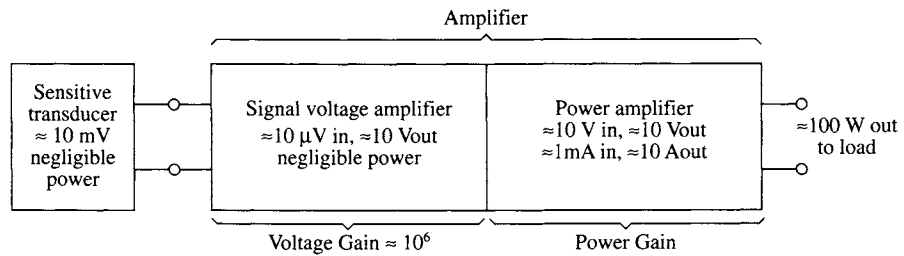 Amplifier
Sensitive
transducer
≈ 10 mV
negligible
power
Signal voltage amplifier
≈10 μV in, ≈10 Vout
negligible power
Power amplifier
≈10 V in, ≈10 Vout
≈1mA in, ≈10 Aout
≈100 W out
to load
Voltage Gain ≈ 10⁶
Power Gain